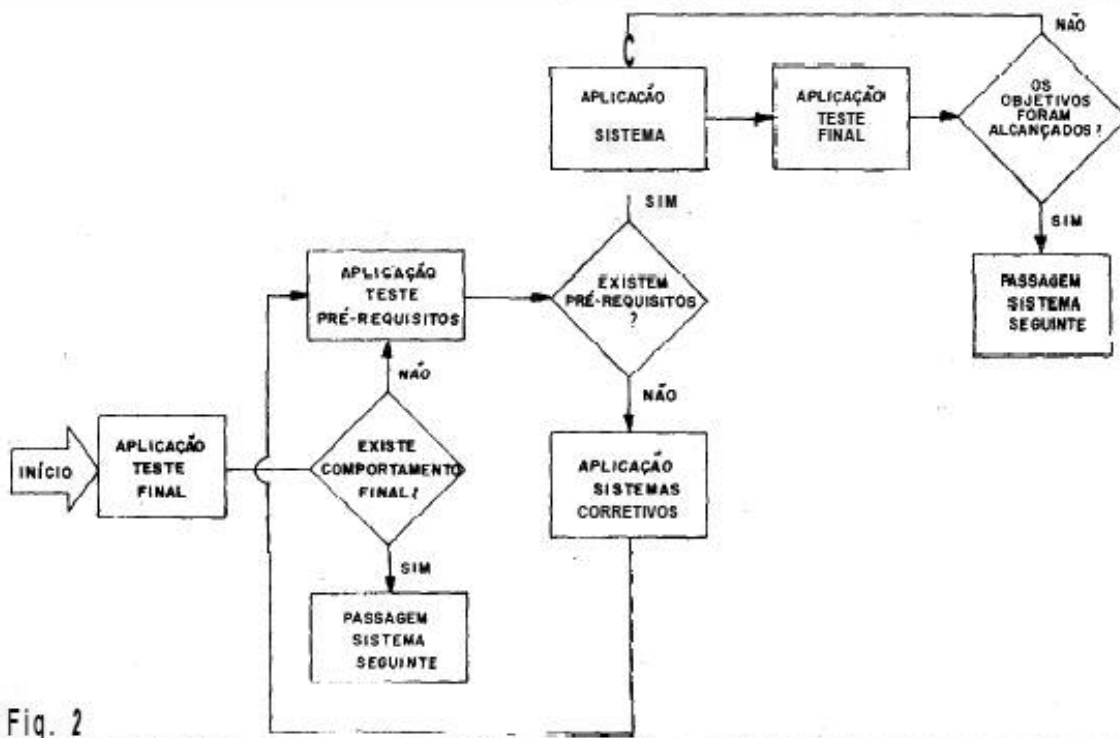 NÃO
APLICAÇÃO
SISTEMA
APLICAÇÃO
TESTE
FINAL
OS
OBJETIVOS
FORAM
ALCANÇADOS?
SIM
SIM
PASSAGEM
SISTEMA
SEGUINTE
APLICAÇÃO
TESTE
PRÉ-REQUISITOS
EXISTEM
PRÉ-REQUISITOS
?
NÃO
NÃO
INÍCIO
APLICAÇÃO
TESTE
FINAL
EXISTE
COMPORTAMENTO
FINAL?
APLICAÇÃO
SISTEMAS
CORRETIVOS
SIM
PASSAGEM
SISTEMA
SEGUINTE
Fig. 2